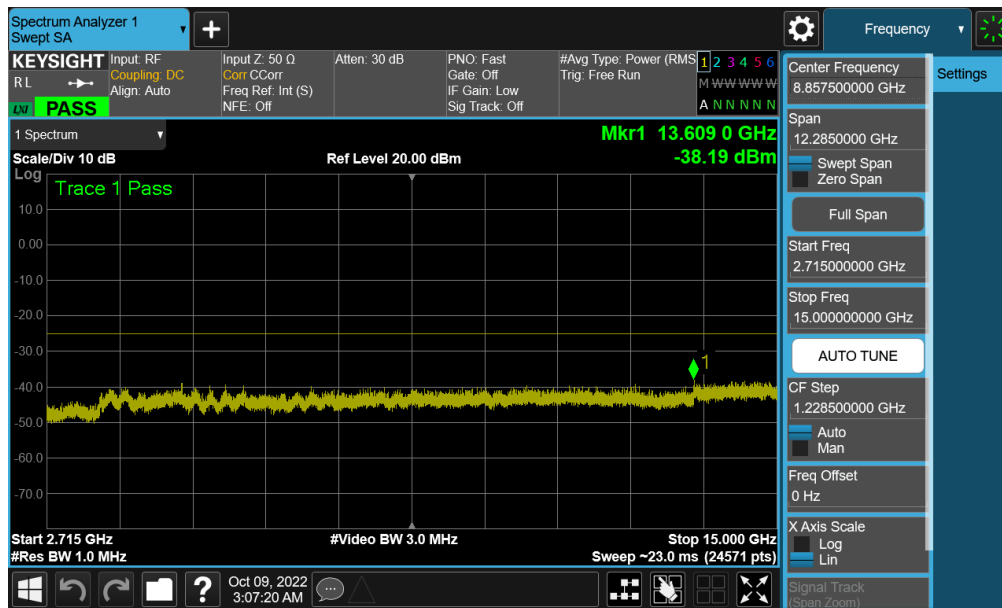 Spectrum Analyzer 1
Swept SA
+
Frequency
KEYSIGHT
RL
LXI PASS
Input: RF
Coupling: DC
Align: Auto
Input Z: 50 Ω
Corr CCorr
Freq Ref: Int (S)
NFE: Off
Atten: 30 dB
PNO: Fast
Gate: Off
IF Gain: Low
Sig Track: Off
#Avg Type: Power (RMS
Trig: Free Run
1 2 3 4 5 6
M W W W W W
A N N N N N
1 Spectrum
Mkr1 13.609 0 GHz
Scale/Div 10 dB
Ref Level 20.00 dBm
-38.19 dBm
Log
Trace 1 Pass
10.0
0.00
-10.0
-20.0
-30.0
1
-40.0
-50.0
-60.0
-70.0
Start 2.715 GHz
#Video BW 3.0 MHz
Stop 15.000 GHz
#Res BW 1.0 MHz
Sweep ~23.0 ms (24571 pts)
?
Oct 09, 2022
3:07:20 AM
Center Frequency
8.857500000 GHz
Settings
Span
12.2850000 GHz
Swept Span
Zero Span
Full Span
Start Freq
2.715000000 GHz
Stop Freq
15.000000000 GHz
AUTO TUNE
CF Step
1.228500000 GHz
Auto
Man
Freq Offset
0 Hz
X Axis Scale
Log
Lin
Signal Track
(Span Zoom)